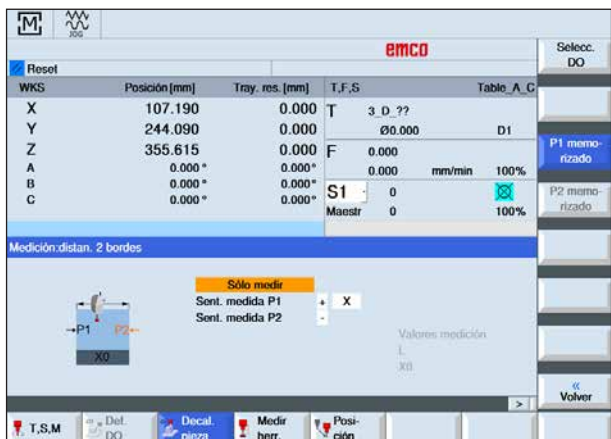 M
JOG
emco
Selecc.
DO
Reset
WKS Posición [mm] Tray. res. [mm] T,F,S Table_A_C
X 107.190 0.000 T 3_D_??
Y 244.090 0.000 Ø0.000 D1
Z 355.615 0.000 F 0.000
A 0.000 ° 0.000° 0.000 mm/min 100%
B 0.000 ° 0.000°
C 0.000 ° 0.000° S1 0
Maestr 0 100%
P1 memo-
rizado
P2 memo-
rizado
Medición:distan. 2 bordes
Sólo medir
Sent. medida P1 + X
Sent. medida P2 -
P1 P2
X0
Valores medición
L
X0
>
«
Volver
T,S,M
Det.
DO
Decal.
pieza
Medir
herr.
Posi-
ción